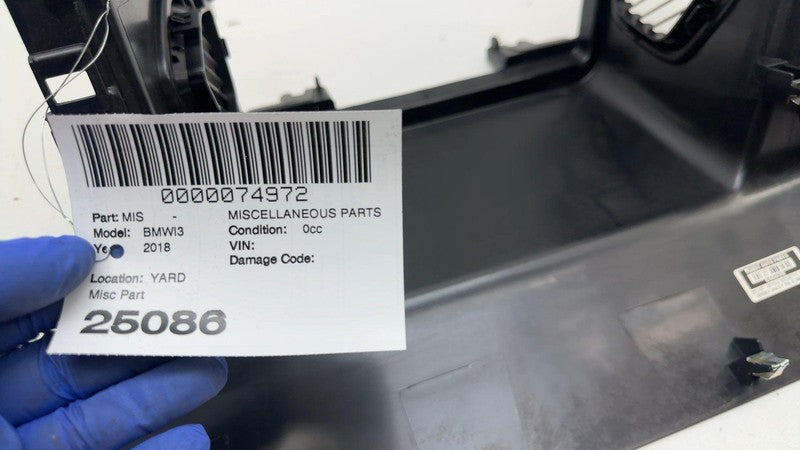 0000074972
Part: MIS - MISCELLANEOUS PARTS
Model: BMWI3 Condition: 0cc
2018 VIN:
Damage Code:
Location: YARD
Misc Part
25086